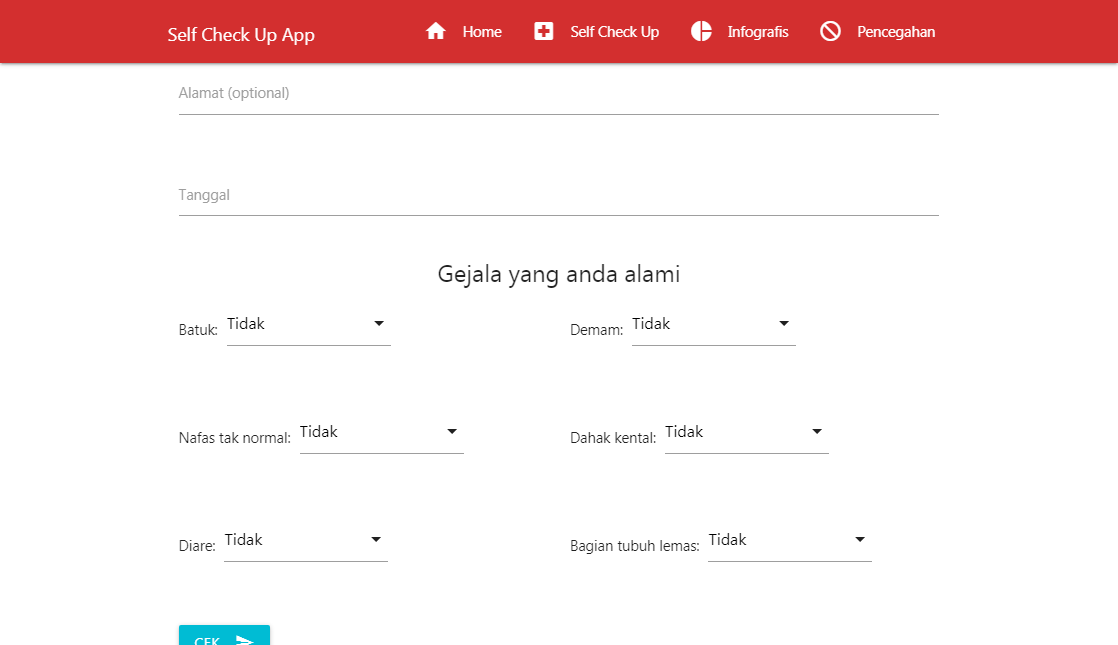 Self Check Up App Home Self Check Up Infografis Pencegahan
Alamat (optional)
Tanggal
Gejala yang anda alami
Batuk: Tidak Demam: Tidak
Nafas tak normal: Tidak Dahak kental: Tidak
Diare: Tidak Bagian tubuh lemas: Tidak
CEK